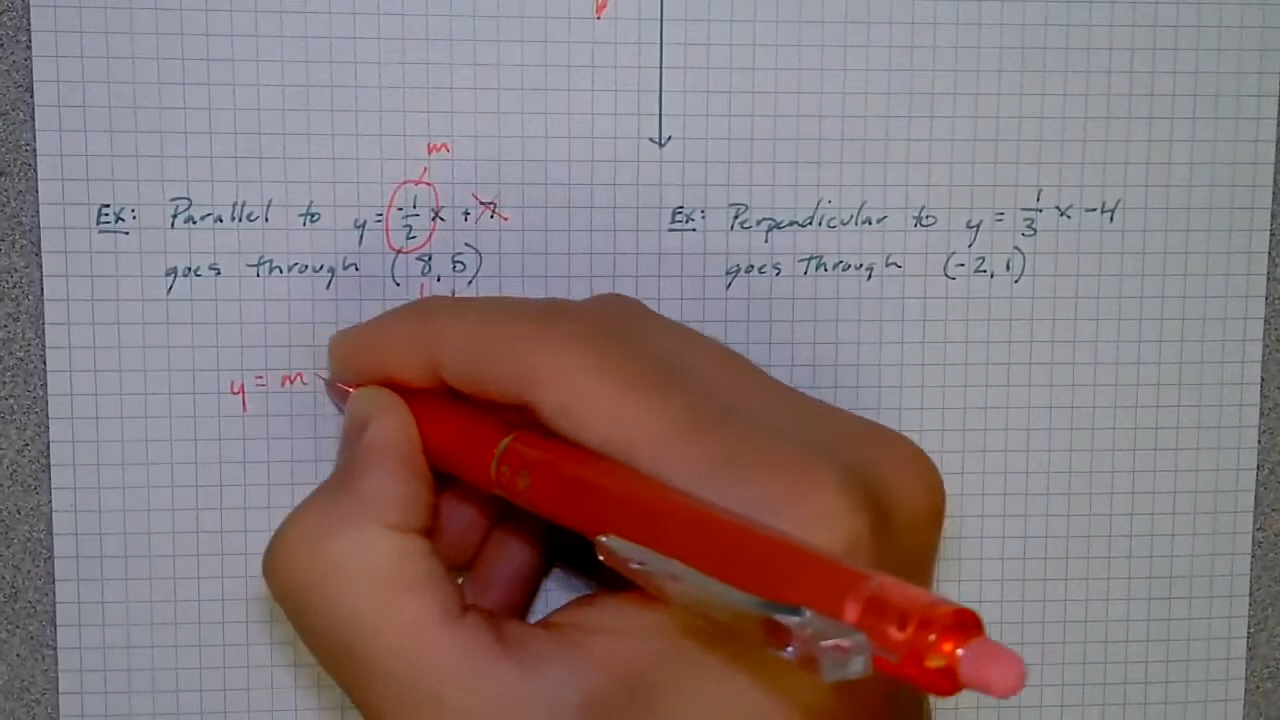 m
Ex: Parallel to y = -1/2 x +
goes through (8, 5)
y = m
Ex: Perpendicular to y = 1/3 x - 4
goes through (-2, 1)